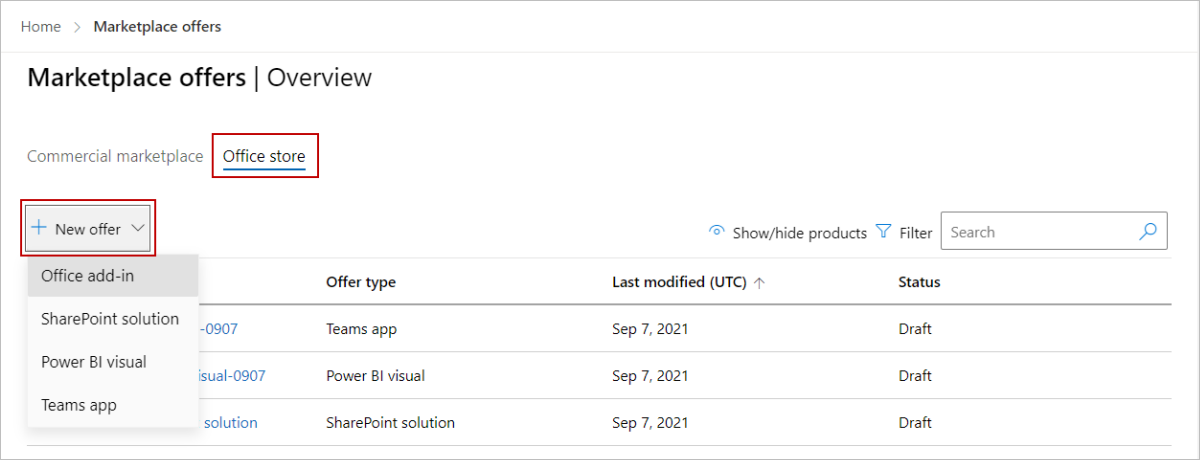 Home > Marketplace offers
Marketplace offers | Overview
Commercial marketplace Office store
+ New offer Show/hide products Filter Search
Office add-in Offer type Last modified (UTC) ↑ Status
SharePoint solution
-0907 Teams app Sep 7, 2021 Draft
Power BI visual
isual-0907 Power BI visual Sep 7, 2021 Draft
Teams app
solution SharePoint solution Sep 7, 2021 Draft